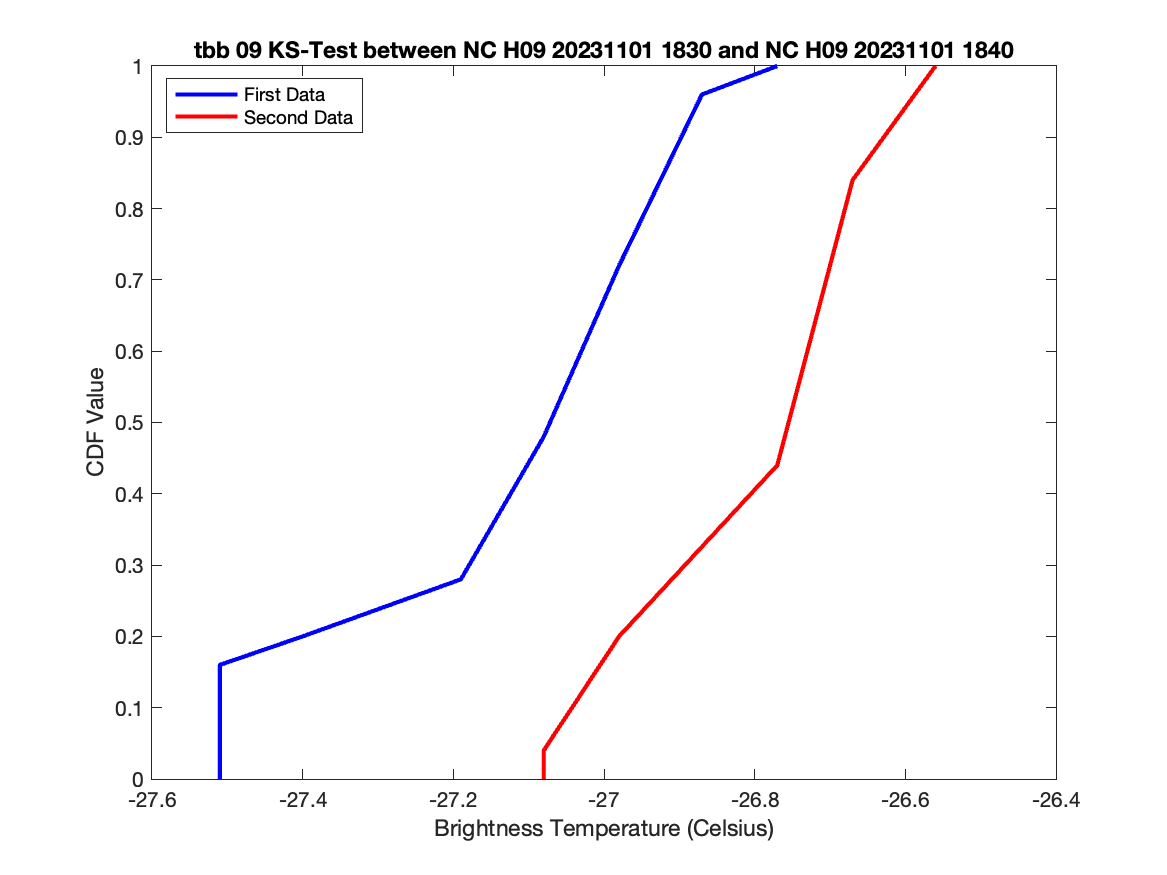 tbb 09 KS-Test between NC H09 20231101 1830 and NC H09 20231101 1840
First Data
Second Data
1
0.9
0.8
0.7
0.6
0.5
0.4
0.3
0.2
0.1
0
CDF Value
-27.6 -27.4 -27.2 -27 -26.8 -26.6 -26.4
Brightness Temperature (Celsius)